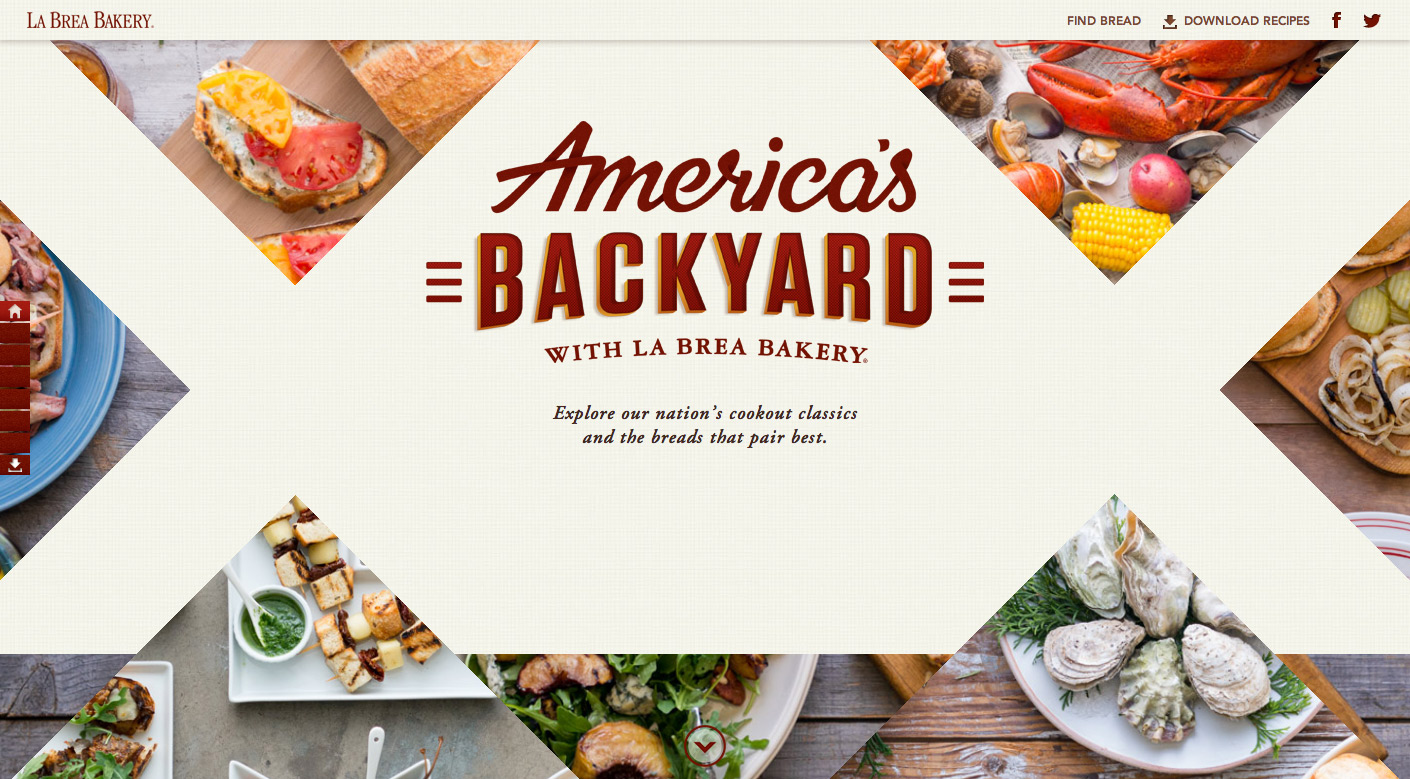 LA BREA BAKERY®
FIND BREAD
DOWNLOAD RECIPES
America's
BACKYARD
WITH LA BREA BAKERY®
Explore our nation’s cookout classics
and the breads that pair best.